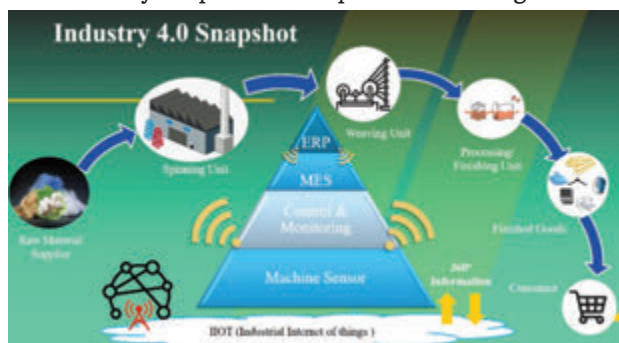 Industry 4.0 Snapshot
Spinning Unit
Weaving Unit
Processing/
Finishing Unit
Raw Material
Supplier
Finished Goods
Consumer
ERP
MES
Control &
Monitoring
Machine Sensor
Information
IIOT (Industrial Internet of things )